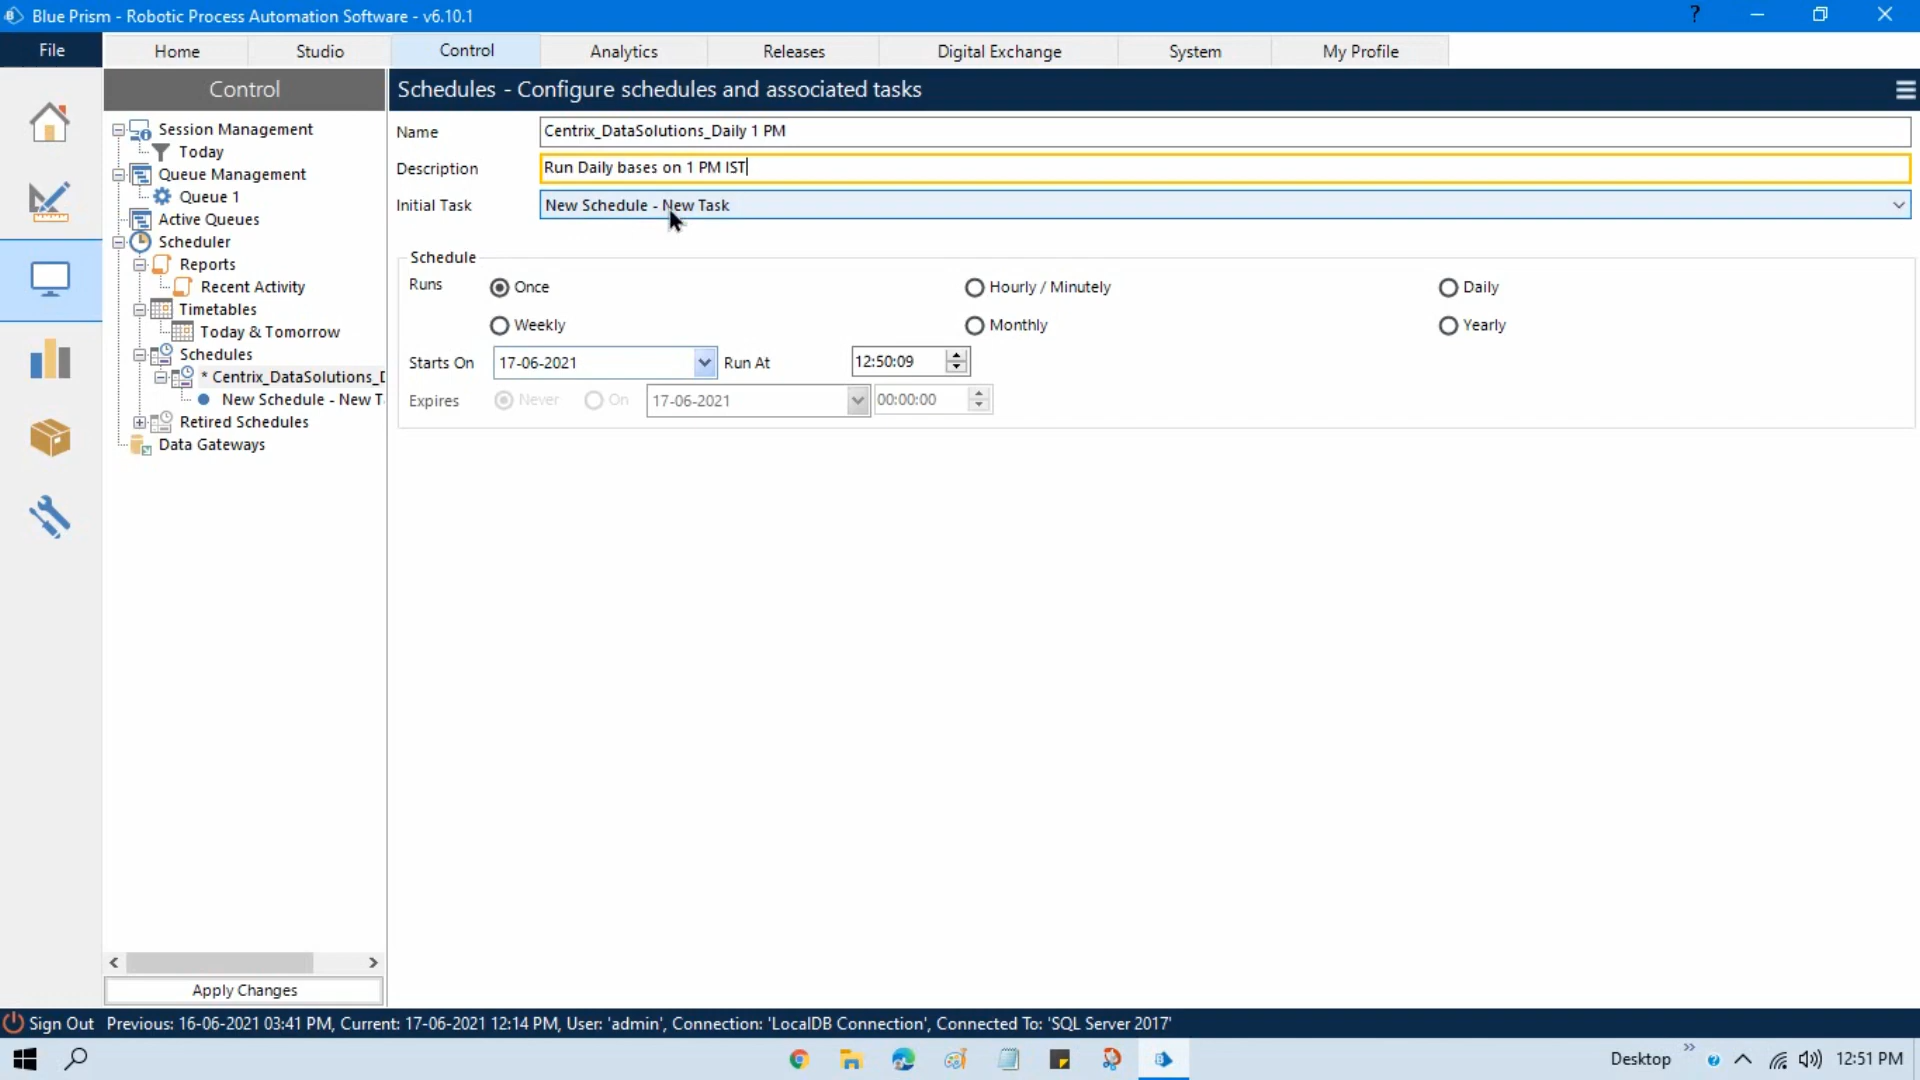 Blue Prism - Robotic Process Automation Software - v6.10.1
?
File
Home
Studio
Control
Analytics
Releases
Digital Exchange
System
My Profile
Control
Schedules - Configure schedules and associated tasks
Session Management
Today
Queue Management
Queue 1
Active Queues
Scheduler
Reports
Recent Activity
Timetables
Today & Tomorrow
Schedules
* Centrix_DataSolutions_D
New Schedule - New T
Retired Schedules
Data Gateways
Apply Changes
Name Centrix_DataSolutions_Daily 1 PM
Description Run Daily bases on 1 PM IST
Initial Task New Schedule - New Task
Schedule
Runs Once Hourly / Minutely Daily
Weekly Monthly Yearly
Starts On 17-06-2021 Run At 12:50:09
Expires Never On 17-06-2021 00:00:00
Sign Out Previous: 16-06-2021 03:41 PM, Current: 17-06-2021 12:14 PM, User: 'admin', Connection: 'LocalDB Connection', Connected To: 'SQL Server 2017'
Desktop 12:51 PM